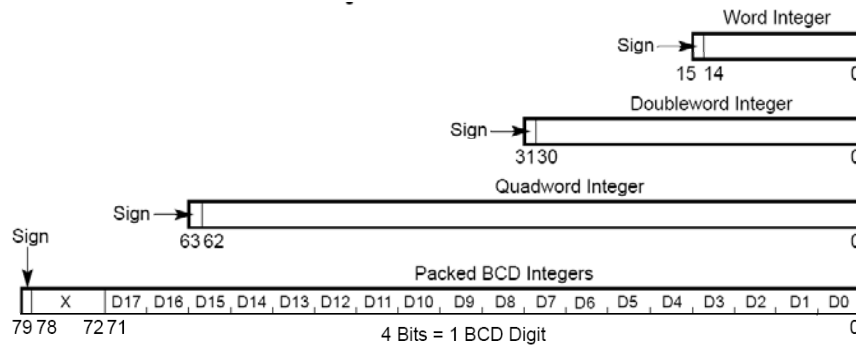 Word Integer
Sign
15 14 0
Doubleword Integer
Sign
3130 0
Quadword Integer
Sign
63 62 0
Sign
Packed BCD Integers
X D17 D16 D15 D14 D13 D12 D11 D10 D9 D8 D7 D6 D5 D4 D3 D2 D1 D0
79 78 72 71 0
4 Bits = 1 BCD Digit